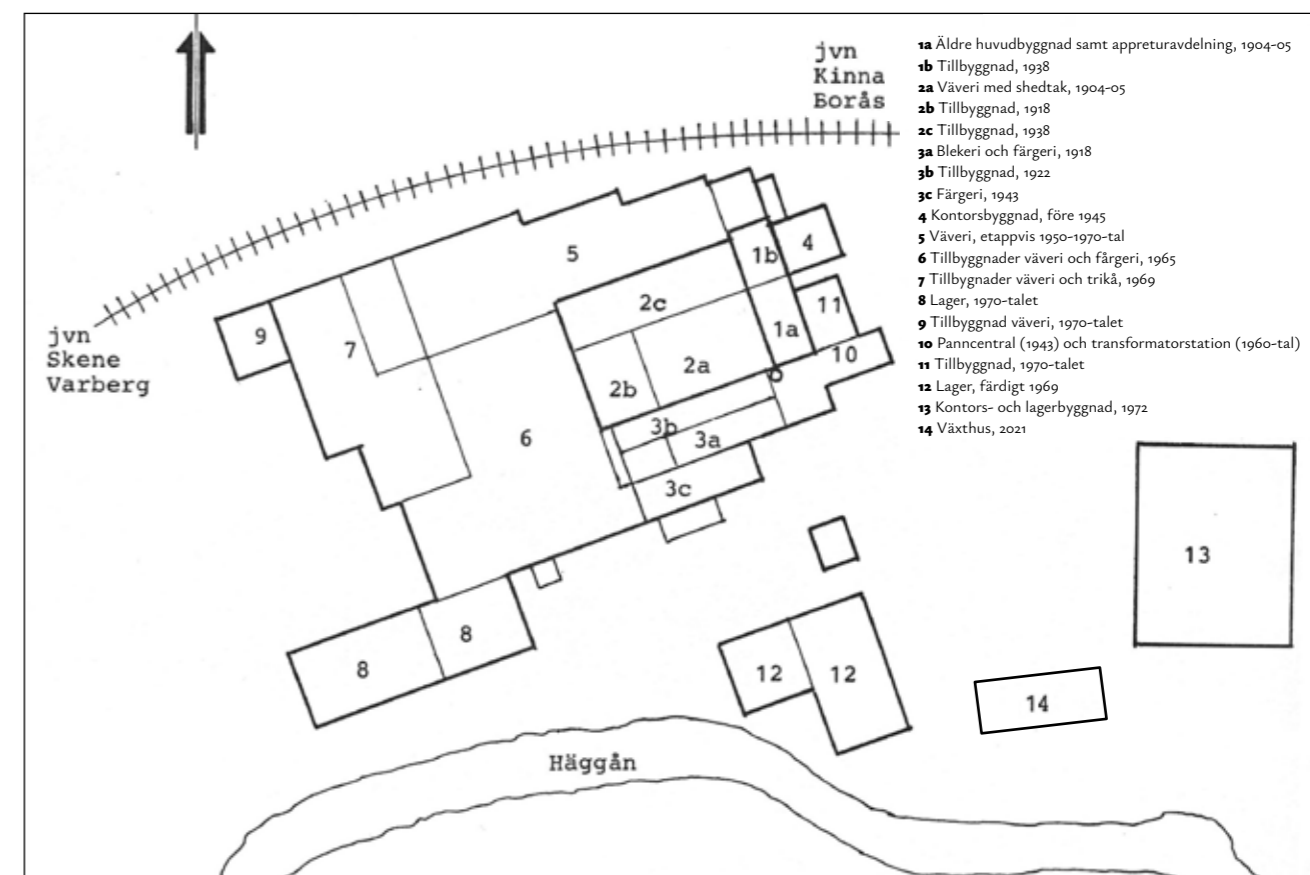 jvn
Kinna
Borås
1a Äldre huvudbyggnad samt appreturavdelning, 1904-05
1b Tillbyggnad, 1938
2a Väveri med shedtak, 1904-05
2b Tillbyggnad, 1918
2c Tillbyggnad, 1938
3a Blekeri och färgeri, 1918
3b Tillbyggnad, 1922
3c Färgeri, 1943
4 Kontorsbyggnad, före 1945
5 Väveri, etappvis 1950-1970-tal
6 Tillbyggnader väveri och fårgeri, 1965
7 Tillbygnader väveri och trikå, 1969
8 Lager, 1970-talet
9 Tillbyggnad väveri, 1970-talet
10 Panncentral (1943) och transformatorstation (1960-tal)
11 Tillbyggnad, 1970-talet
12 Lager, färdigt 1969
13 Kontors- och lagerbyggnad, 1972
14 Växthus, 2021
jvn
Skene
Varberg
5
1b
4
2c
9
7
11
1a
10
2a
2b
3b
3a
6
3c
13
8
8
12
12
14
Häggån